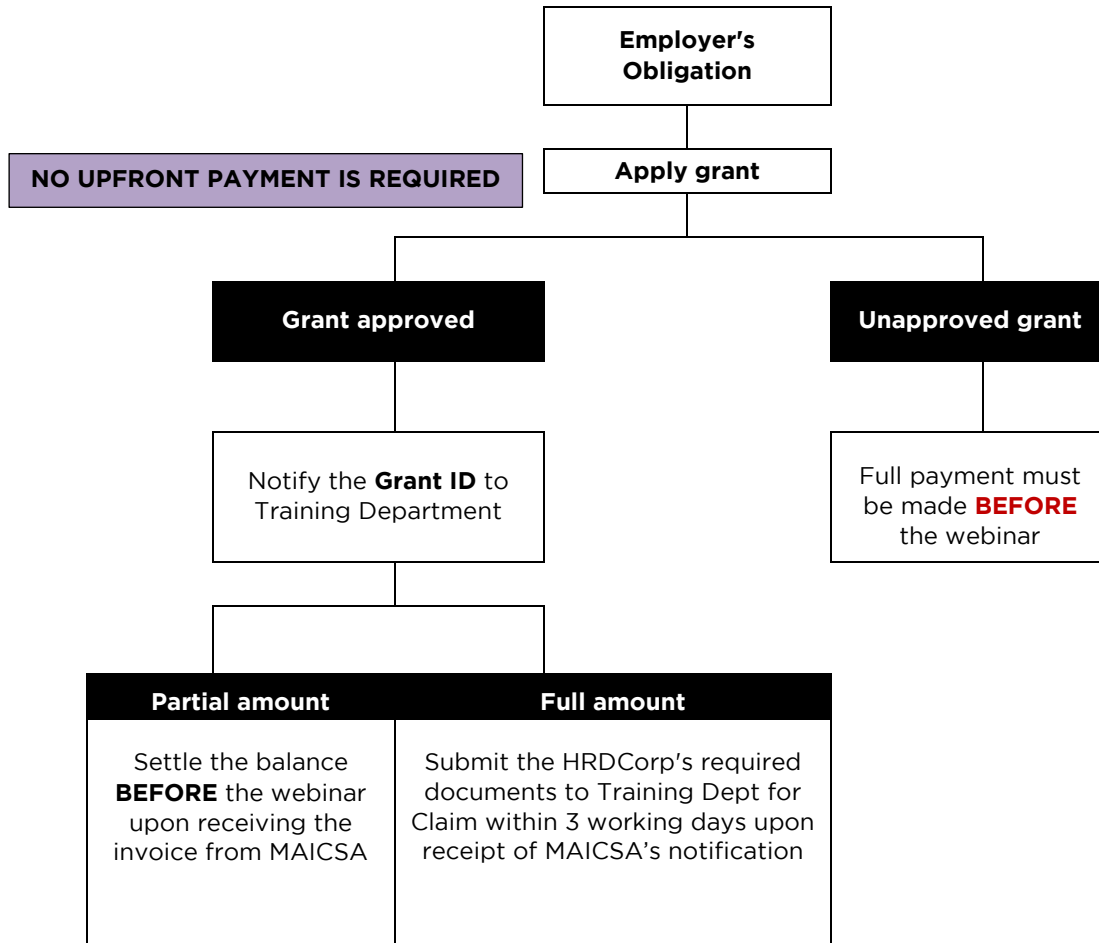 Employer's
Obligation
NO UPFRONT PAYMENT IS REQUIRED
Apply grant
Grant approved
Unapproved grant
Notify the Grant ID to
Training Department
Full payment must
be made BEFORE
the webinar
Partial amount
Full amount
Settle the balance
BEFORE the webinar
upon receiving the
invoice from MAICSA
Submit the HRDCorp's required
documents to Training Dept for
Claim within 3 working days upon
receipt of MAICSA’s notification